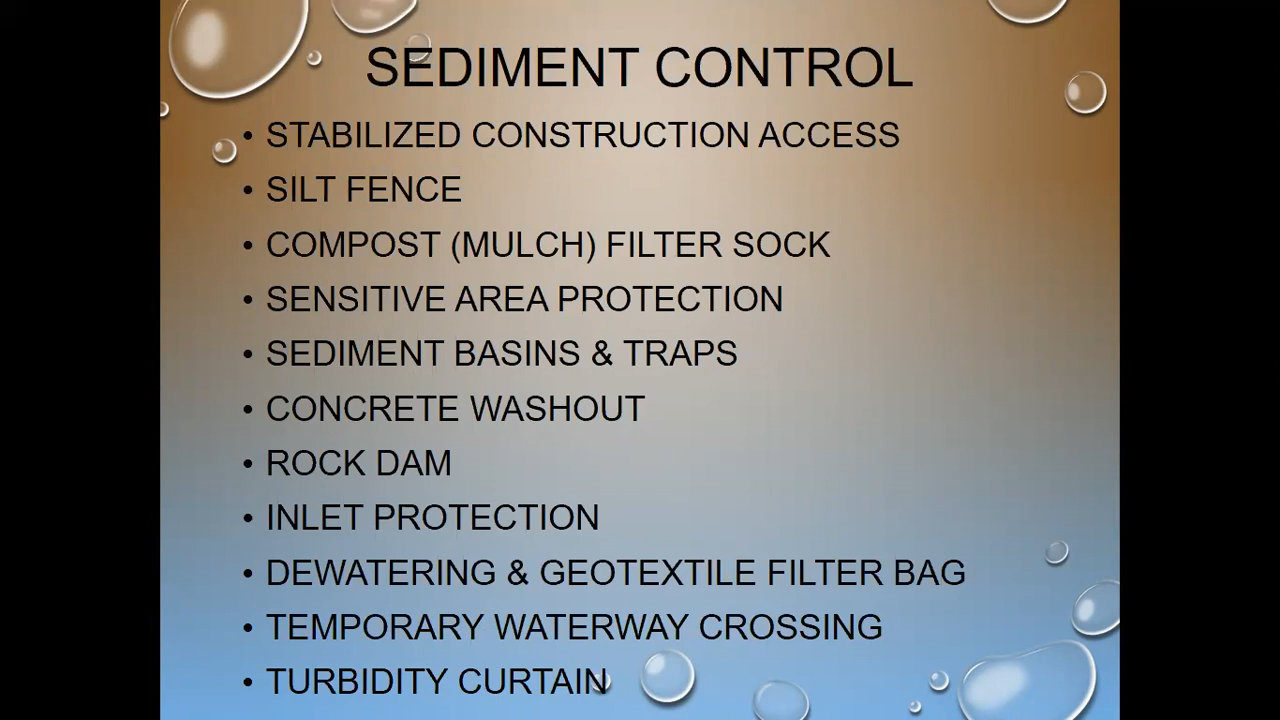 SEDIMENT CONTROL
• STABILIZED CONSTRUCTION ACCESS
• SILT FENCE
• COMPOST (MULCH) FILTER SOCK
• SENSITIVE AREA PROTECTION
• SEDIMENT BASINS & TRAPS
• CONCRETE WASHOUT
• ROCK DAM
• INLET PROTECTION
• DEWATERING & GEOTEXTILE FILTER BAG
• TEMPORARY WATERWAY CROSSING
• TURBIDITY CURTAIN